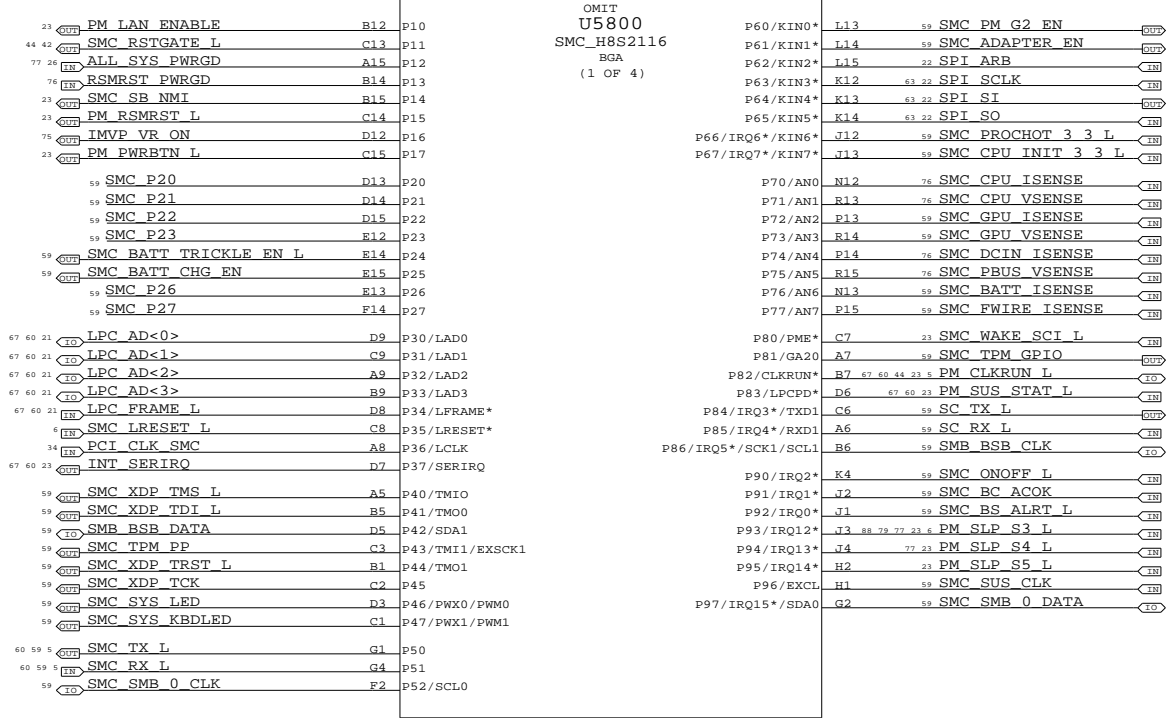 OMIT
U5800
SMC_H8S2116
BGA
(1 OF 4)
23 OUT PM_LAN_ENABLE B12 P10
44 42 OUT SMC_RSTGATE_L C13 P11
77 26 IN ALL_SYS_PWRGD A15 P12
76 IN RSMRST_PWRGD B14 P13
23 OUT SMC_SB_NMI B15 P14
23 OUT PM_RSMRST_L C14 P15
75 OUT IMVP_VR_ON D12 P16
23 OUT PM_PWRBTN_L C15 P17
59 SMC_P20 D13 P20
59 SMC_P21 D14 P21
59 SMC_P22 D15 P22
59 SMC_P23 E12 P23
59 OUT SMC_BATT_TRICKLE_EN_L E14 P24
59 OUT SMC_BATT_CHG_EN E15 P25
59 SMC_P26 E13 P26
59 SMC_P27 F14 P27
67 60 21 IO LPC_AD<0> D9 P30/LAD0
67 60 21 IO LPC_AD<1> C9 P31/LAD1
67 60 21 IO LPC_AD<2> A9 P32/LAD2
67 60 21 IO LPC_AD<3> B9 P33/LAD3
67 60 21 IN LPC_FRAME_L D8 P34/LFRAME*
6 IN SMC_LRESET_L C8 P35/LRESET*
34 IN PCI_CLK_SMC A8 P36/LCLK
67 60 23 OUT INT_SERIRQ D7 P37/SERIRQ
59 OUT SMC_XDP_TMS_L A5 P40/TMIO
59 OUT SMC_XDP_TDI_L B5 P41/TMO0
59 IO SMB_BSB_DATA D5 P42/SDA1
59 OUT SMC_TPM_PP C3 P43/TMI1/EXSCK1
59 OUT SMC_XDP_TRST_L B1 P44/TMO1
59 OUT SMC_XDP_TCK C2 P45
59 OUT SMC_SYS_LED D3 P46/PWX0/PWM0
59 OUT SMC_SYS_KBDLED C1 P47/PWX1/PWM1
60 59 5 OUT SMC_TX_L G1 P50
60 59 5 IN SMC_RX_L G4 P51
59 IO SMC_SMB_0_CLK F2 P52/SCL0
P60/KIN0* L13 59 SMC_PM_G2_EN OUT
P61/KIN1* L14 59 SMC_ADAPTER_EN OUT
P62/KIN2* L15 22 SPI_ARB IN
P63/KIN3* K12 63 22 SPI_SCLK IN
P64/KIN4* K13 63 22 SPI_SI OUT
P65/KIN5* K14 63 22 SPI_SO IN
P66/IRQ6*/KIN6* J12 59 SMC_PROCHOT_3_3_L IN
P67/IRQ7*/KIN7* J13 59 SMC_CPU_INIT_3_3_L IN
P70/AN0 N12 76 SMC_CPU_ISENSE IN
P71/AN1 R13 76 SMC_CPU_VSENSE IN
P72/AN2 P13 59 SMC_GPU_ISENSE IN
P73/AN3 R14 59 SMC_GPU_VSENSE IN
P74/AN4 P14 76 SMC_DCIN_ISENSE IN
P75/AN5 R15 76 SMC_PBUS_VSENSE IN
P76/AN6 N13 59 SMC_BATT_ISENSE IN
P77/AN7 P15 59 SMC_FWIRE_ISENSE IN
P80/PME* C7 23 SMC_WAKE_SCI_L IN
P81/GA20 A7 59 SMC_TPM_GPIO OUT
P82/CLKRUN* B7 67 60 44 23 5 PM_CLKRUN_L IO
P83/LPCPD* D6 67 60 23 PM_SUS_STAT_L IN
P84/IRQ3*/TXD1 C6 59 SC_TX_L OUT
P85/IRQ4*/RXD1 A6 59 SC_RX_L IN
P86/IRQ5*/SCK1/SCL1 B6 59 SMB_BSB_CLK IO
P90/IRQ2* K4 59 SMC_ONOFF_L IN
P91/IRQ1* J2 59 SMC_BC_ACOK IN
P92/IRQ0* J1 59 SMC_BS_ALRT_L IN
P93/IRQ12* J3 88 79 77 23 6 PM_SLP_S3_L IN
P94/IRQ13* J4 77 23 PM_SLP_S4_L IN
P95/IRQ14* H2 23 PM_SLP_S5_L IN
P96/EXCL H1 59 SMC_SUS_CLK IN
P97/IRQ15*/SDA0 G2 59 SMC_SMB_0_DATA IO